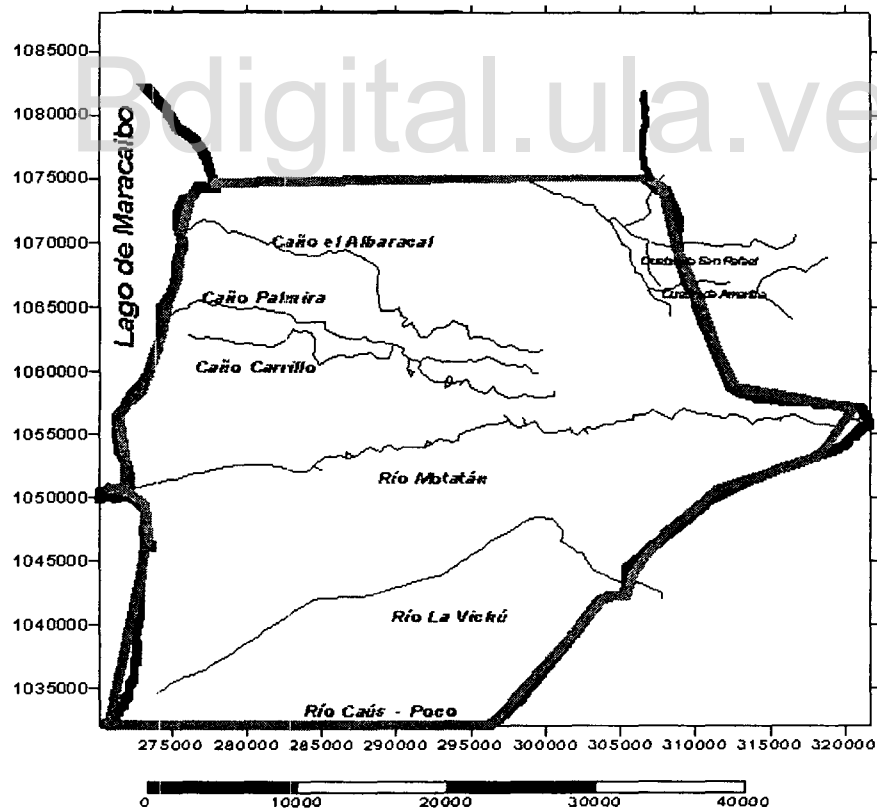 Bdigital.ula.ve
1085000
1080000
1075000
1070000
1065000
1060000
1055000
1050000
1045000
1040000
1035000
Lago de Maracaibo
Caño el Albaracal
Caño Palmira
Caño Carrillo
Río Motatán
Río La Vichú
Río Caús - Poco
San Rafael
275000 280000 285000 290000 295000 300000 305000 310000 315000 320000
0 10000 20000 30000 40000